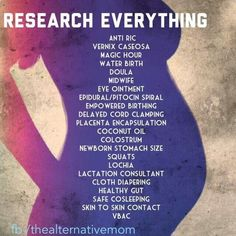 RESEARCH EVERYTHING
ANTI RIC
VERNIX CASEOSA
MAGIC HOUR
WATER BIRTH
DOULA
MIDWIFE
EYE OINTMENT
EPIDURAL/PITOCIN SPIRAL
EMPOWERED BIRTHING
DELAYED CORD CLAMPING
PLACENTA ENCAPSULATION
COCONUT OIL
COLOSTRUM
NEWBORN STOMACH SIZE
SQUATS
LOCHIA
LACTATION CONSULTANT
CLOTH DIAPERING
HEALTHY GUT
SAFE COSLEEPING
SKIN TO SKIN CONTACT
VBAC
fb/thealternativemom